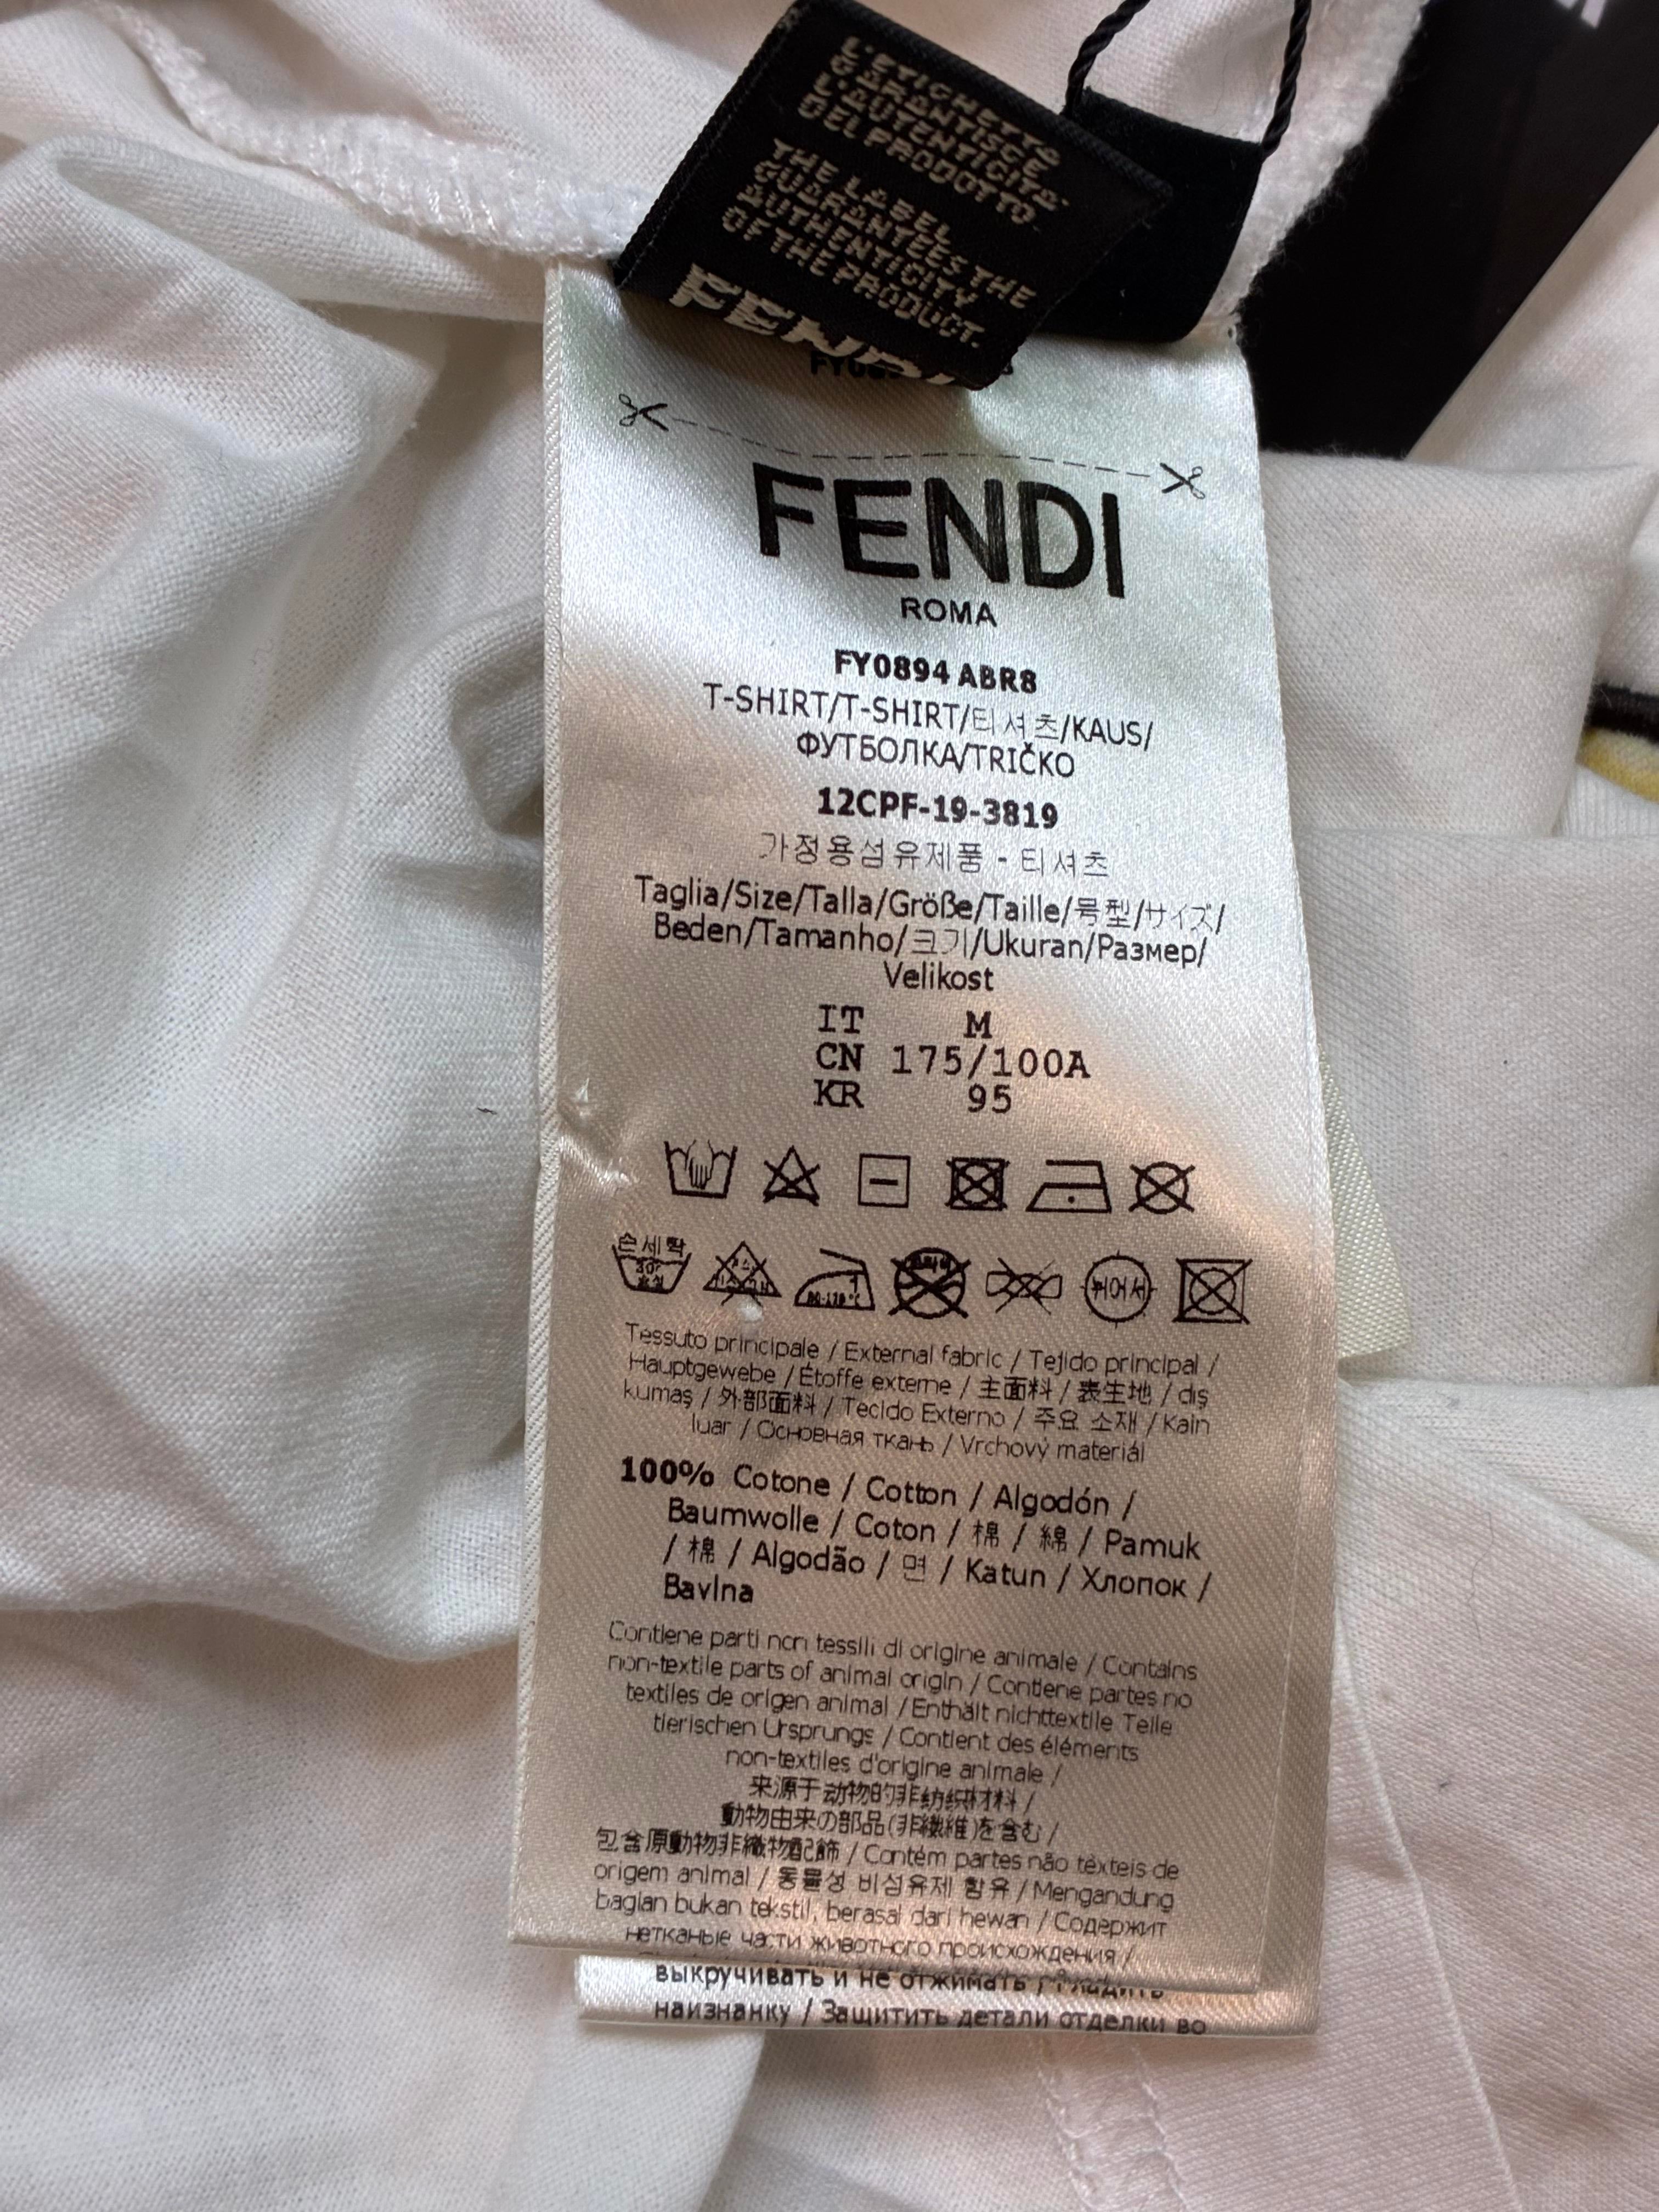 L'ETICHETTA
GARANTISCE
L'AUTENTICITA'
DEL PRODOTTO.
THE LABEL
GUARANTEES THE
AUTHENTICITY
OF THE PRODUCT.
FENDI
FENDI
ROMA
FY0894 ABR8
T-SHIRT/T-SHIRT/티셔츠/KAUS/
ФУТБОЛКА/TRIČKO
12CPF-19-3819
가정용섬유제품 - 티셔츠
Taglia/Size/Talla/Größe/Taille/号型/サイズ/
Beden/Tamanho/크기/Ukuran/Размер/
Velikost
IT M
CN 175/100A
KR 95
손세탁
30℃
중성
80-120℃
뀌어서
Tessuto principale / External fabric / Tejido principal /
Hauptgewebe / Étoffe externe / 主面料 / 表生地 / dış
kumaş / 外部面料 / Tecido Externo / 주요 소재 / Kain
luar / Основная ткань / Vrchový materiál
100% Cotone / Cotton / Algodón /
Baumwolle / Coton / 棉 / 綿 / Pamuk
/ 棉 / Algodão / 면 / Katun / Хлопок /
Bavlna
Contiene parti non tessili di origine animale / Contains
non-textile parts of animal origin / Contiene partes no
textiles de origen animal / Enthält nichttextile Teile
tierischen Ursprungs / Contient des éléments
non-textiles d'origine animale /
来源于动物的非纺织材料 /
動物由来の部品(非繊維)を含む /
包含原動物非織物配飾 / Contém partes não têxteis de
origem animal / 동물성 비섬유제 함유 / Mengandung
bagian bukan tekstil, berasal dari hewan / Содержит
нетканые части животного происхождения /
выкручивать и не отжимать / Гладить
наизнанку / Защитить детали отделки во